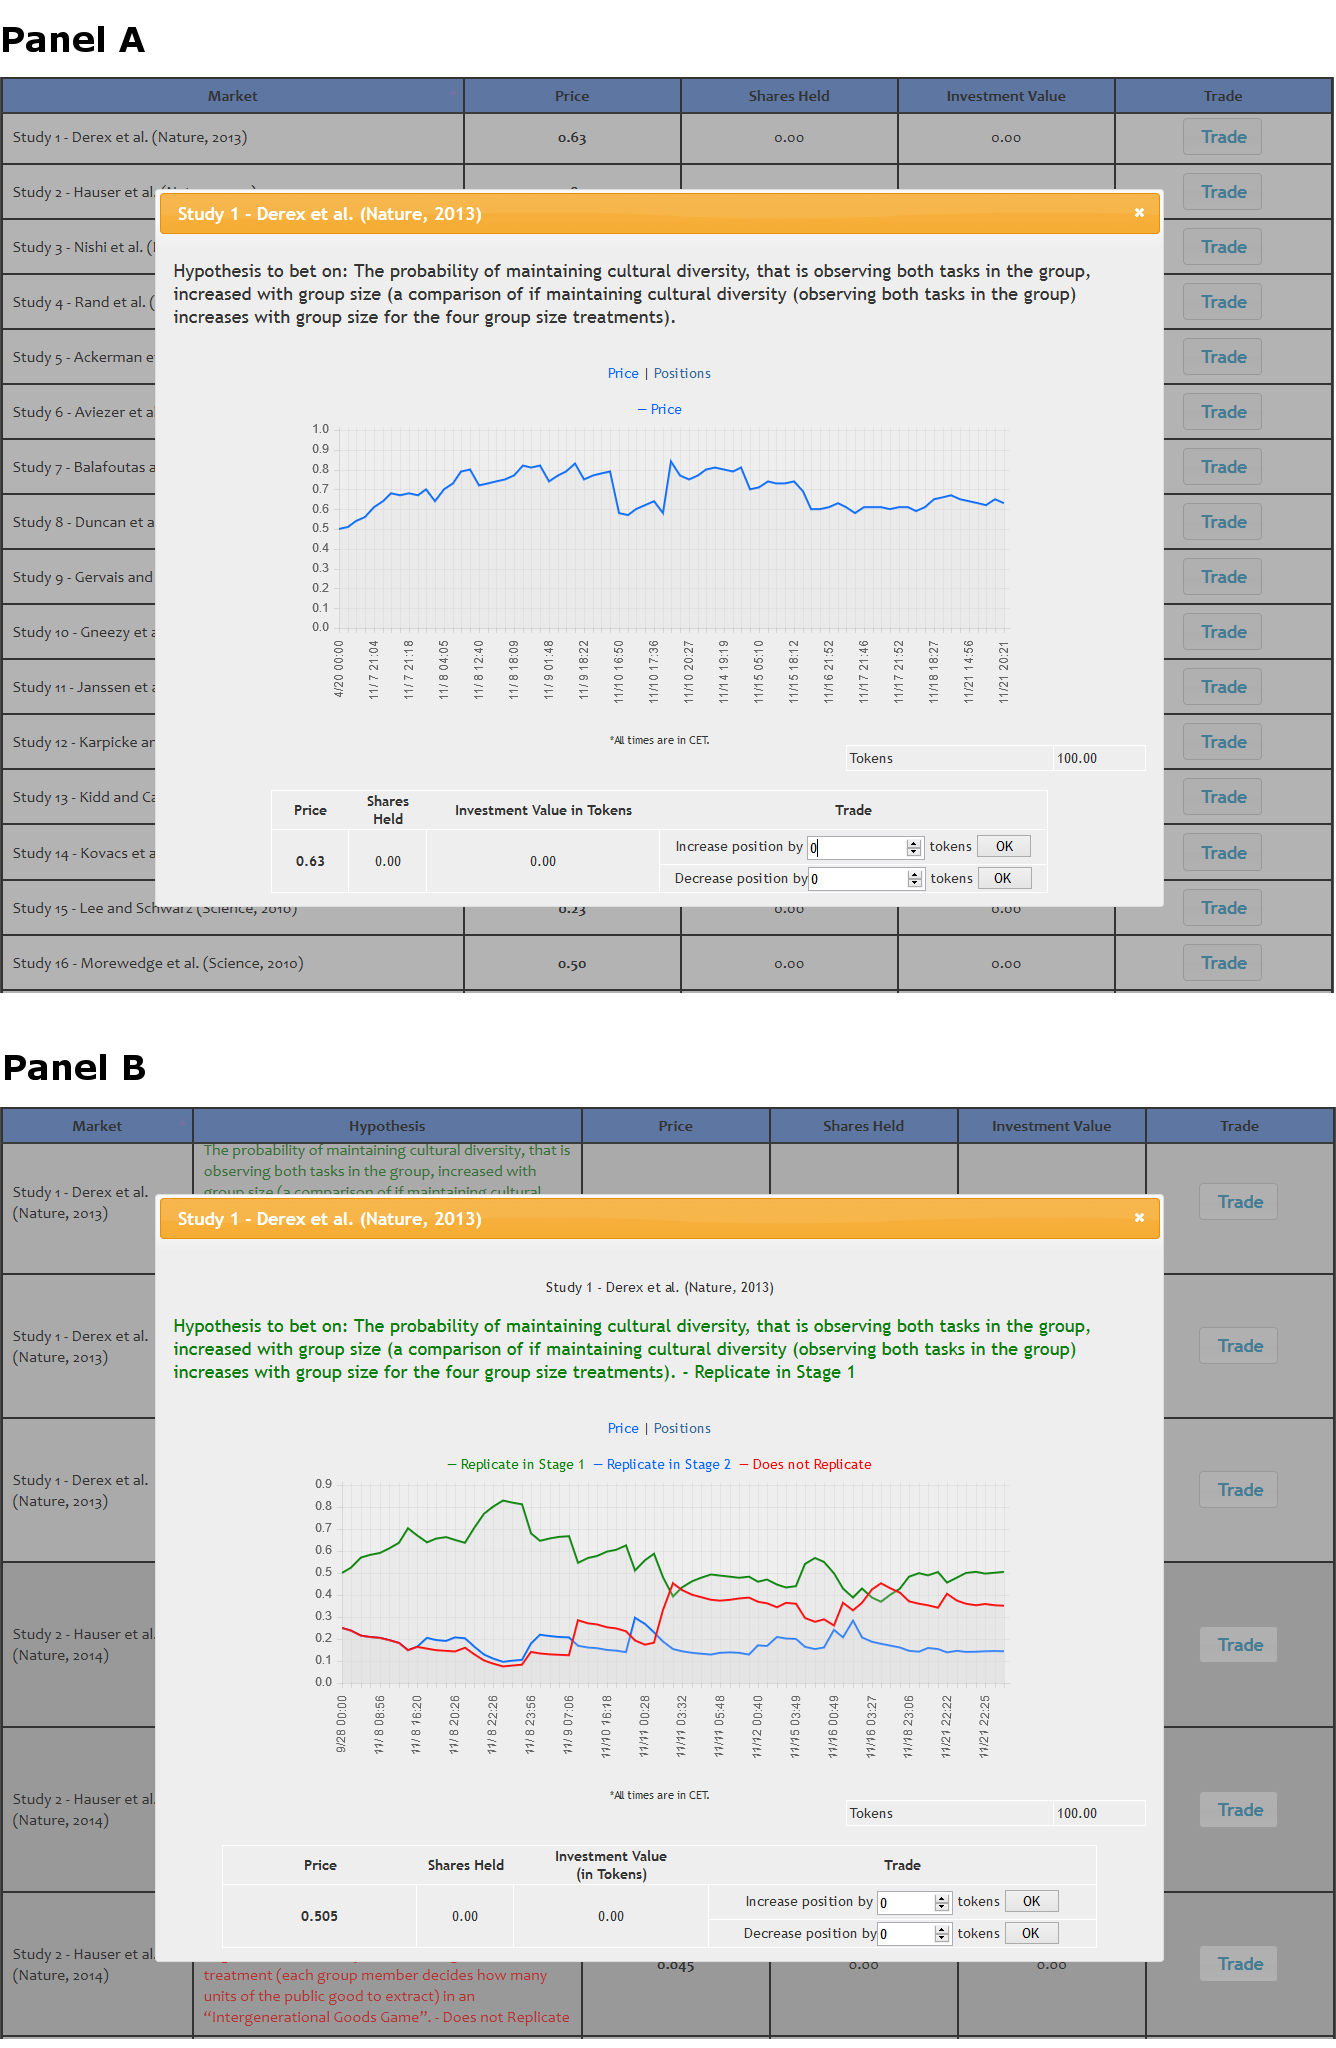 Panel A
Market Price Shares Held Investment Value Trade
Study 1 - Derex et al. (Nature, 2013) 0.63 0.00 0.00 Trade
Study 2 - Hauser et al. Trade
Study 1 - Derex et al. (Nature, 2013)
Study 3 - Nishi et al. ( Trade
Hypothesis to bet on: The probability of maintaining cultural diversity, that is observing both tasks in the group,
increased with group size (a comparison of if maintaining cultural diversity (observing both tasks in the group)
increases with group size for the four group size treatments).
Study 4 - Rand et al. ( Trade
Study 5 - Ackerman e Trade
Price | Positions
Study 6 - Aviezer et a Trade
— Price
1.0
0.9
0.8
0.7
0.6
0.5
0.4
0.3
0.2
0.1
0.0
Study 7 - Balafoutas a Trade
Study 8 - Duncan et a Trade
Study 9 - Gervais and Trade
Study 10 - Gneezy et a Trade
Study 11 - Janssen et a Trade
4/20 00:00 11/ 7 21:04 11/ 7 21:18 11/ 8 04:05 11/ 8 12:40 11/ 8 18:09 11/ 9 01:48 11/ 9 18:22 11/10 16:50 11/10 17:36 11/10 20:27 11/14 19:19 11/15 05:10 11/15 18:12 11/16 21:52 11/17 21:46 11/17 21:52 11/18 18:27 11/21 14:56 11/21 20:21
Study 12 - Karpicke ar Trade
*All times are in CET.
Tokens 100.00
Study 13 - Kidd and Ca Trade
Price Shares Held Investment Value in Tokens Trade
Study 14 - Kovacs et a Trade
0.63 0.00 0.00
Increase position by 0 tokens OK
Decrease position by 0 tokens OK
Study 15 - Lee and Schwarz (Science, 2010) 0.23 0.00 0.00 Trade
Study 16 - Morewedge et al. (Science, 2010) 0.50 0.00 0.00 Trade
Panel B
Market Hypothesis Price Shares Held Investment Value Trade
The probability of maintaining cultural diversity, that is
observing both tasks in the group, increased with
group size (a comparison of if maintaining cultural
Study 1 - Derex et al.
(Nature, 2013)
Trade
Study 1 - Derex et al. (Nature, 2013)
Study 1 - Derex et al. (Nature, 2013)
Hypothesis to bet on: The probability of maintaining cultural diversity, that is observing both tasks in the group,
increased with group size (a comparison of if maintaining cultural diversity (observing both tasks in the group)
increases with group size for the four group size treatments). - Replicate in Stage 1
Study 1 - Derex et al.
(Nature, 2013)
Trade
Price | Positions
— Replicate in Stage 1 — Replicate in Stage 2 — Does not Replicate
Study 1 - Derex et al.
(Nature, 2013)
Trade
0.9
0.8
0.7
0.6
0.5
0.4
0.3
0.2
0.1
0.0
Study 2 - Hauser et al.
(Nature, 2014)
Trade
9/28 00:00 11/ 8 08:56 11/ 8 16:20 11/ 8 20:26 11/ 8 22:26 11/ 8 23:56 11/ 9 07:06 11/10 16:18 11/11 00:28 11/11 03:32 11/11 05:48 11/12 00:40 11/15 03:49 11/16 00:49 11/16 03:27 11/18 23:06 11/21 22:22 11/21 22:25
Study 2 - Hauser et al.
(Nature, 2014)
Trade
*All times are in CET.
Tokens 100.00
Price Shares Held Investment Value
(in Tokens) Trade
0.505 0.00 0.00
Increase position by 0 tokens OK
Decrease position by 0 tokens OK
Study 2 - Hauser et al.
(Nature, 2014)
0.045 0.00 0.00 Trade
treatment (each group member decides how many
units of the public good to extract) in an
“Intergenerational Goods Game”. - Does not Replicate